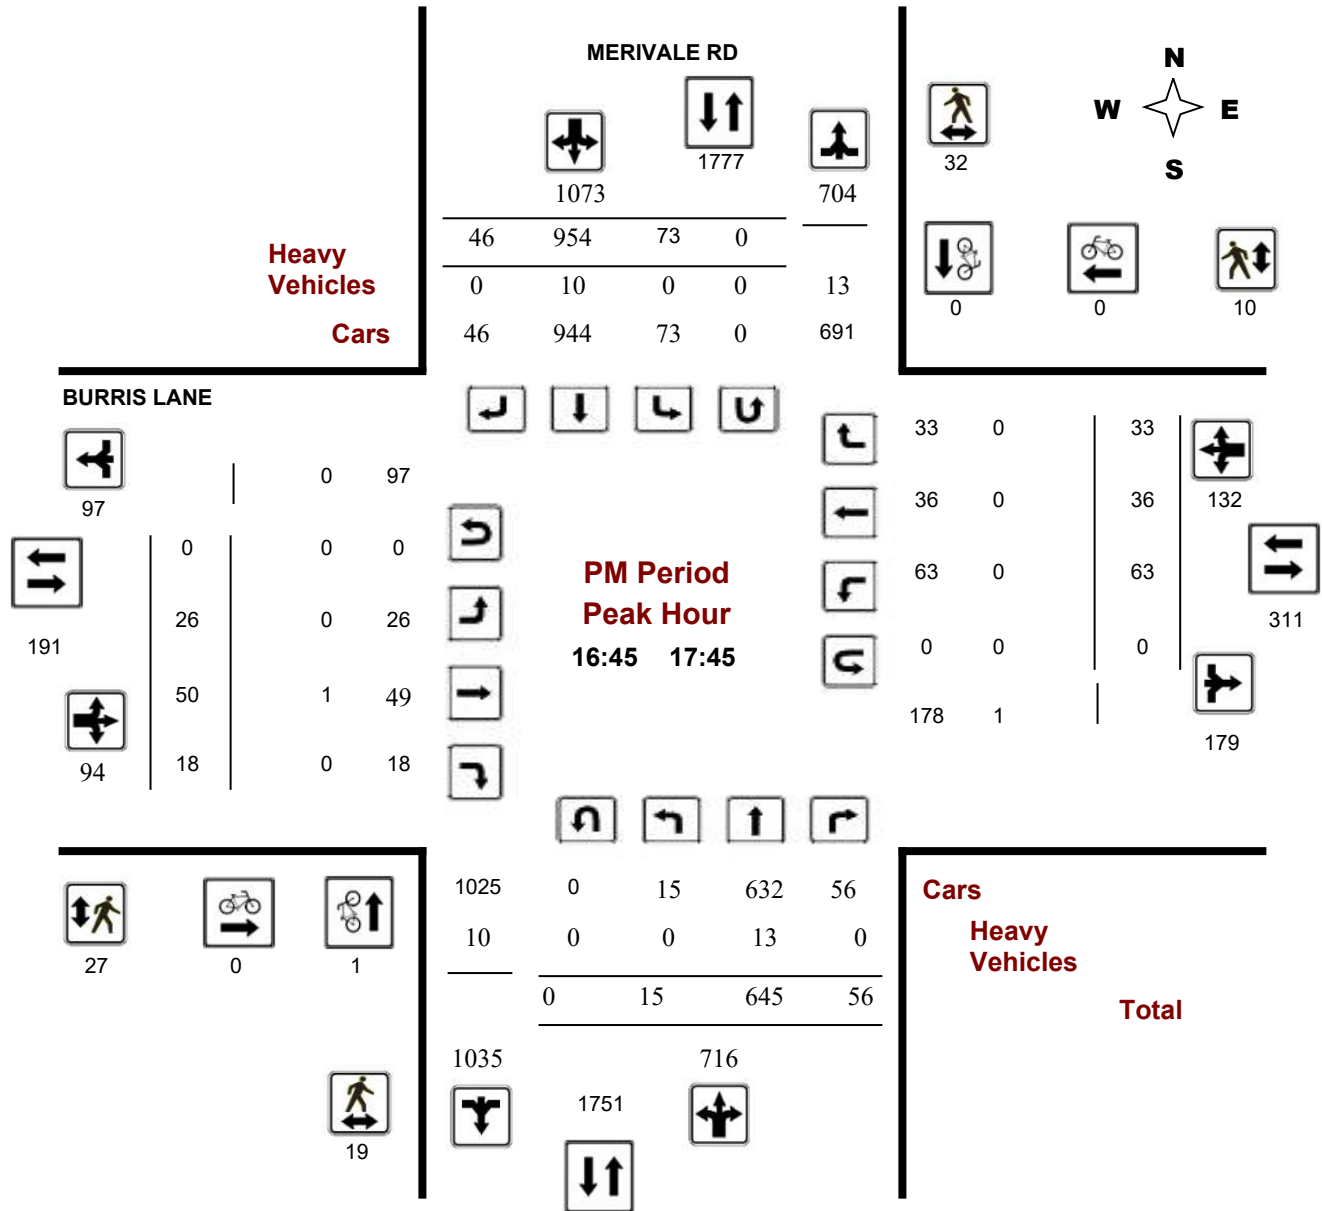 MERIVALE RD
N
W E
S
1777
32
1073 704
46 954 73 0
Heavy
Vehicles 0 10 0 0 13
0 0 10
Cars 46 944 73 0 691
BURRIS LANE
33 0 33
0 97
97
36 0 36 132
0 0 0
63 0 63
PM Period
Peak Hour
26 0 26
311
191
16:45 17:45
0 0 0
50 1 49
178 1
179
94 18 0 18
1025 0 15 632 56
Cars
10 0 0 13 0
Heavy
Vehicles
27 0 1
0 15 645 56
Total
1035 716
1751
19